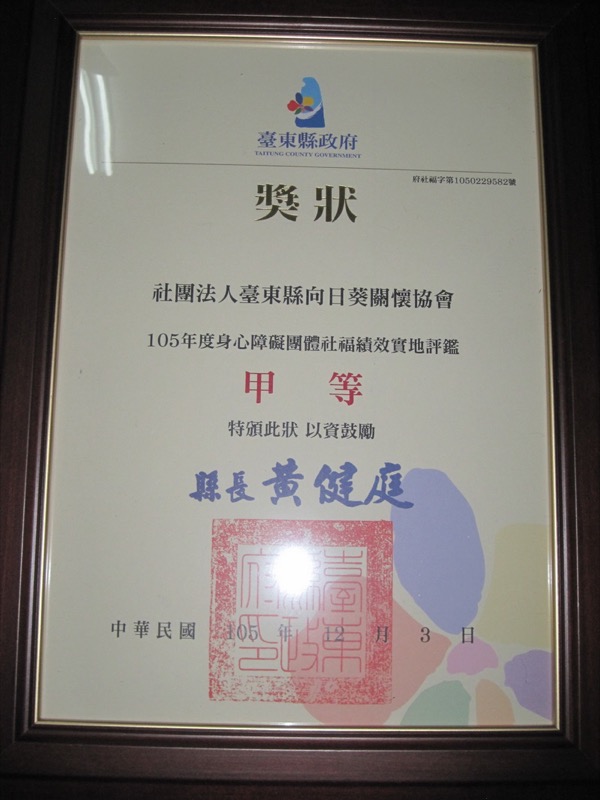 臺東縣政府
TAITUNG COUNTY GOVERNMENT
府社福字第1050229582號
獎狀
社團法人臺東縣向日葵關懷協會
105年度身心障礙團體社福績效實地評鑑
甲 等
特頒此狀 以資鼓勵
縣長 黃健庭
中華民國 105 年 12 月 3 日